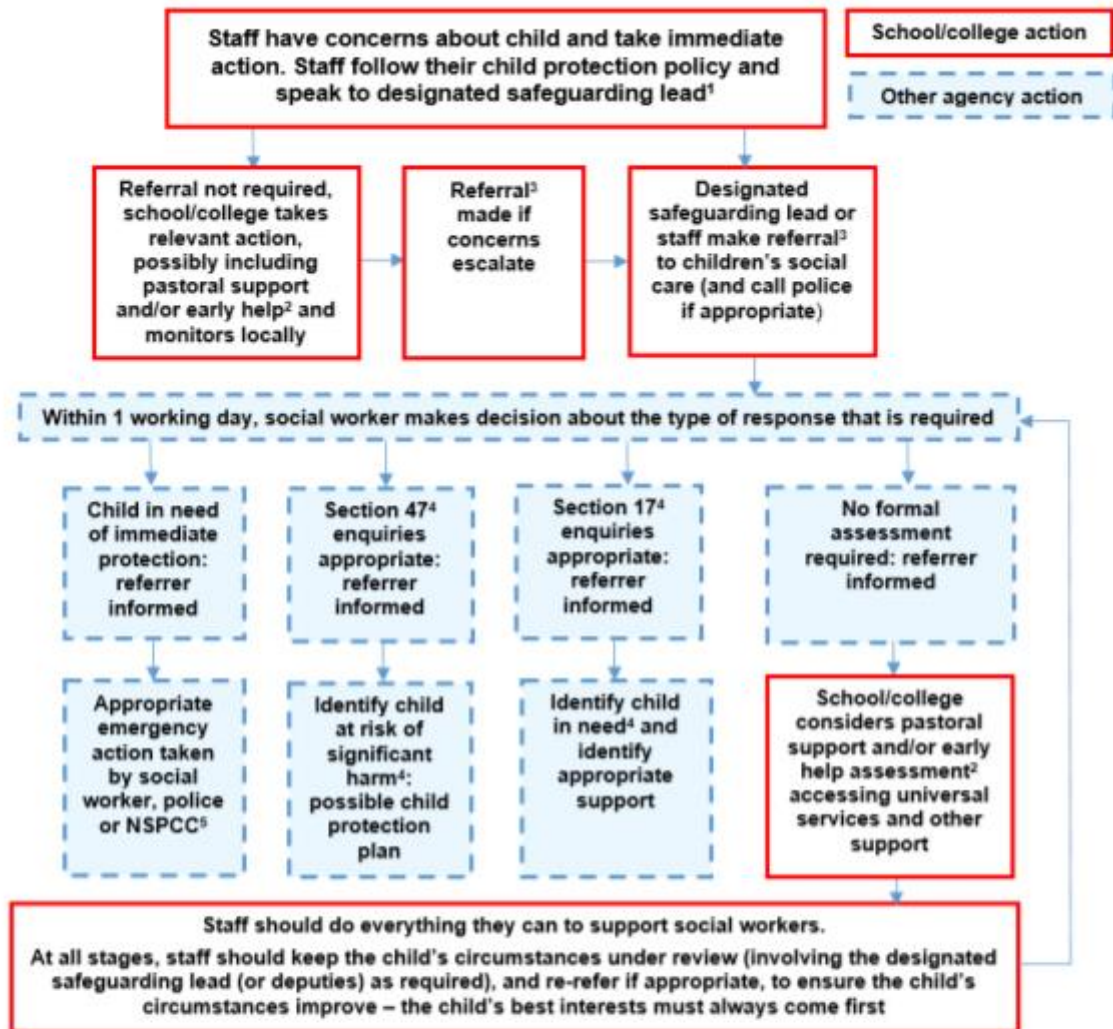 Staff have concerns about child and take immediate
action. Staff follow their child protection policy and
speak to designated safeguarding lead¹
School/college action
Other agency action
Referral not required,
school/college takes
relevant action,
possibly including
pastoral support
and/or early help² and
monitors locally
Referral³
made if
concerns
escalate
Designated
safeguarding lead or
staff make referral³
to children's social
care (and call police
if appropriate)
Within 1 working day, social worker makes decision about the type of response that is required
Child in need
of immediate
protection:
referrer
informed
Section 47⁴
enquiries
appropriate:
referrer
informed
Section 17⁴
enquiries
appropriate:
referrer
informed
No formal
assessment
required: referrer
informed
Appropriate
emergency
action taken
by social
worker, police
or NSPCC⁵
Identify child
at risk of
significant
harm⁴:
possible child
protection
plan
Identify child
in need⁴ and
identify
appropriate
support
School/college
considers pastoral
support and/or early
help assessment²
accessing universal
services and other
support
Staff should do everything they can to support social workers.
At all stages, staff should keep the child's circumstances under review (involving the designated
safeguarding lead (or deputies) as required), and re-refer if appropriate, to ensure the child's
circumstances improve – the child's best interests must always come first